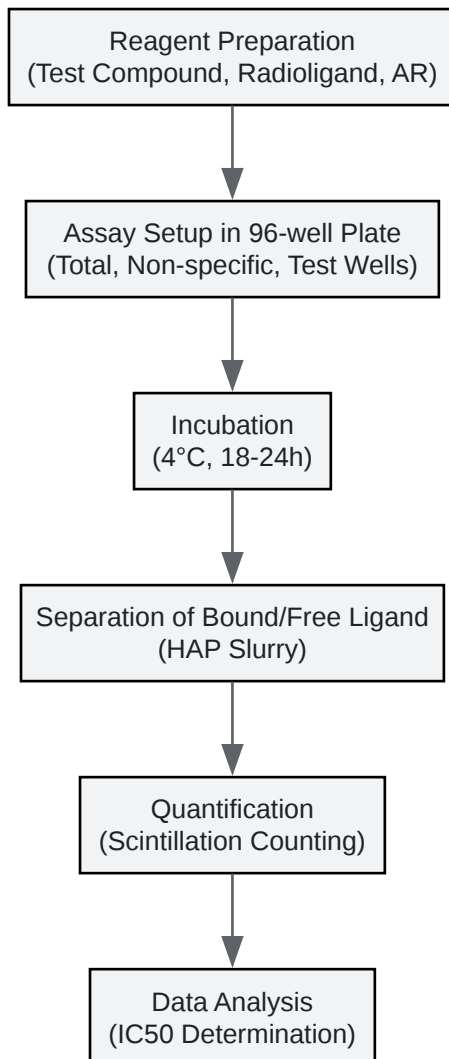 Reagent Preparation
(Test Compound, Radioligand, AR)
Assay Setup in 96-well Plate
(Total, Non-specific, Test Wells)
Incubation
(4°C, 18-24h)
Separation of Bound/Free Ligand
(HAP Slurry)
Quantification
(Scintillation Counting)
Data Analysis
(IC50 Determination)